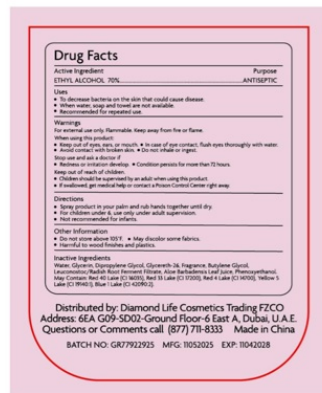 Drug Facts
Active Ingredient Purpose
ETHYL ALCOHOL 70% ANTISEPTIC
Uses
• To decrease bacteria on the skin that could cause disease.
• When water, soap and towel are not available.
• Recommended for repeated use.
Warnings
For external use only. Flammable. Keep away from fire or flame.
When using this product:
• Keep out of eyes, ears, or mouth. • In case of eye contact, flush eyes thoroughly with water.
• Avoid contact with broken skin. • Do not inhale or ingest.
Stop use and ask a doctor if
• Redness or irritation develop. • Condition persists for more than 72 hours.
Keep out of reach of children.
• Children should be supervised by an adult when using this product.
• If swallowed, get medical help or contact a Poison Control Center right away.
Directions
• Spray product in your palm and rub hands together until dry.
• For children under 6, use only under adult supervision.
• Not recommended for infants.
Other Information
• Do not store above 105°F. • May discolor some fabrics.
• Harmful to wood finishes and plastics.
Inactive Ingredients
Water, Glycerin, Dipropylene Glycol, Glycereth-26, Fragrance, Butylene Glycol,
Leuconostoc/Radish Root Ferment Filtrate, Aloe Barbadensis Leaf Juice, Phenoxyethanol.
May Contain: Red 40 Lake (CI 16035), Red 33 Lake (CI 17200), Red 4 Lake (CI 14700), Yellow 5
Lake (CI 19140:1), Blue 1 Lake (CI 42090:2).
Distributed by: Diamond Life Cosmetics Trading FZCO
Address: 6EA G09-SD02-Ground Floor-6 East A, Dubai, U.A.E.
Questions or Comments call (877) 711-8333 Made in China
BATCH NO: GR77922925 MFG: 11052025 EXP: 11042028